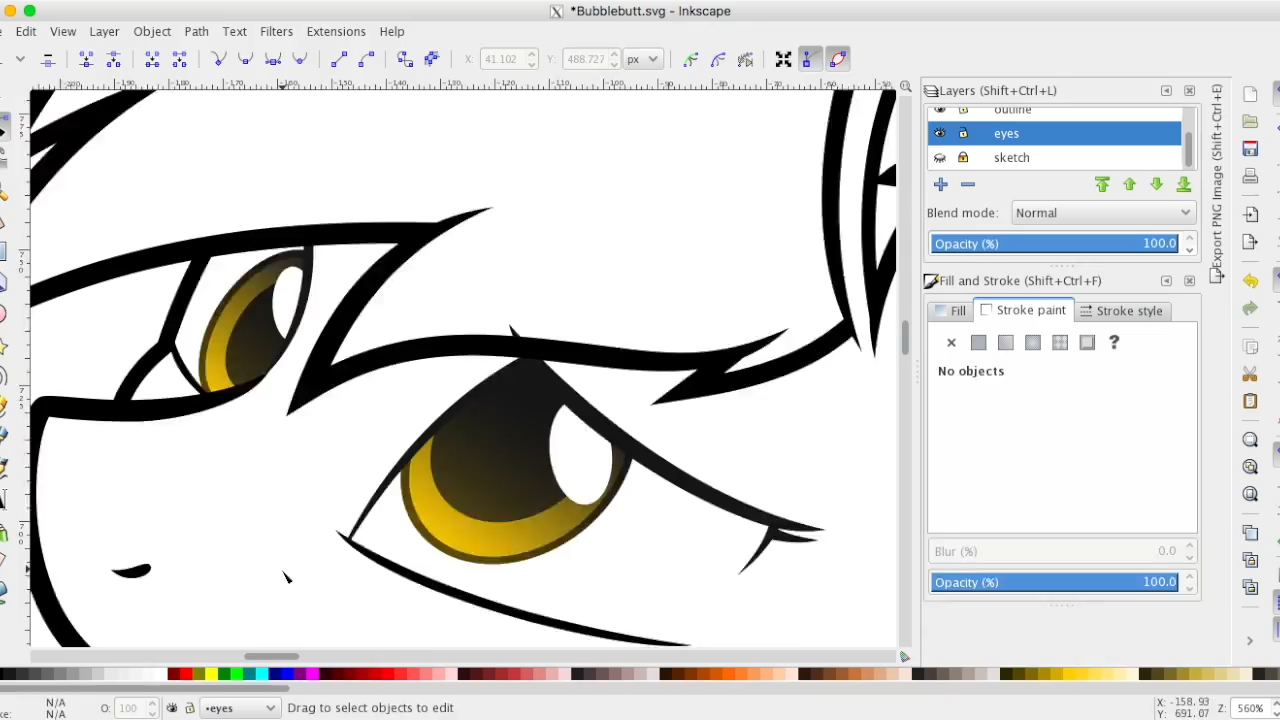 *Bubblebutt.svg - Inkscape
Edit View Layer Object Path Text Filters Extensions Help
X: 41.102 Y: 488.727 px
Layers (Shift+Ctrl+L)
outline
eyes
sketch
Blend mode: Normal
Opacity (%) 100.0
Fill and Stroke (Shift+Ctrl+F)
Fill Stroke paint Stroke style
?
No objects
Blur (%) 0.0
Opacity (%) 100.0
Export PNG Image (Shift+Ctrl+E)
N/A
N/A
O: 100
•eyes
Drag to select objects to edit
X: -158.93
Y: 691.07
Z: 560%